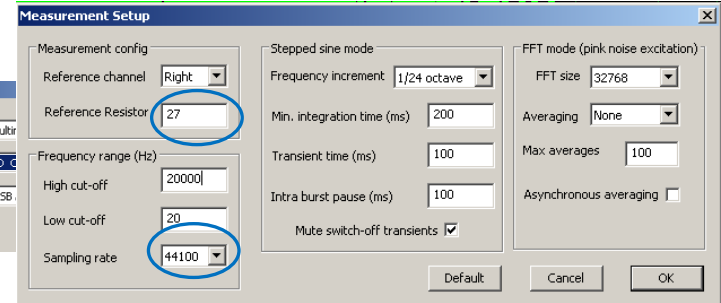 Measurement Setup
Measurement config
Reference channel Right
Reference Resistor 27
Frequency range (Hz)
High cut-off 20000
Low cut-off 20
Sampling rate 44100
Stepped sine mode
Frequency increment 1/24 octave
Min. integration time (ms) 200
Transient time (ms) 100
Intra burst pause (ms) 100
Mute switch-off transients
FFT mode (pink noise excitation)
FFT size 32768
Averaging None
Max averages 100
Asynchronous averaging
Default Cancel OK